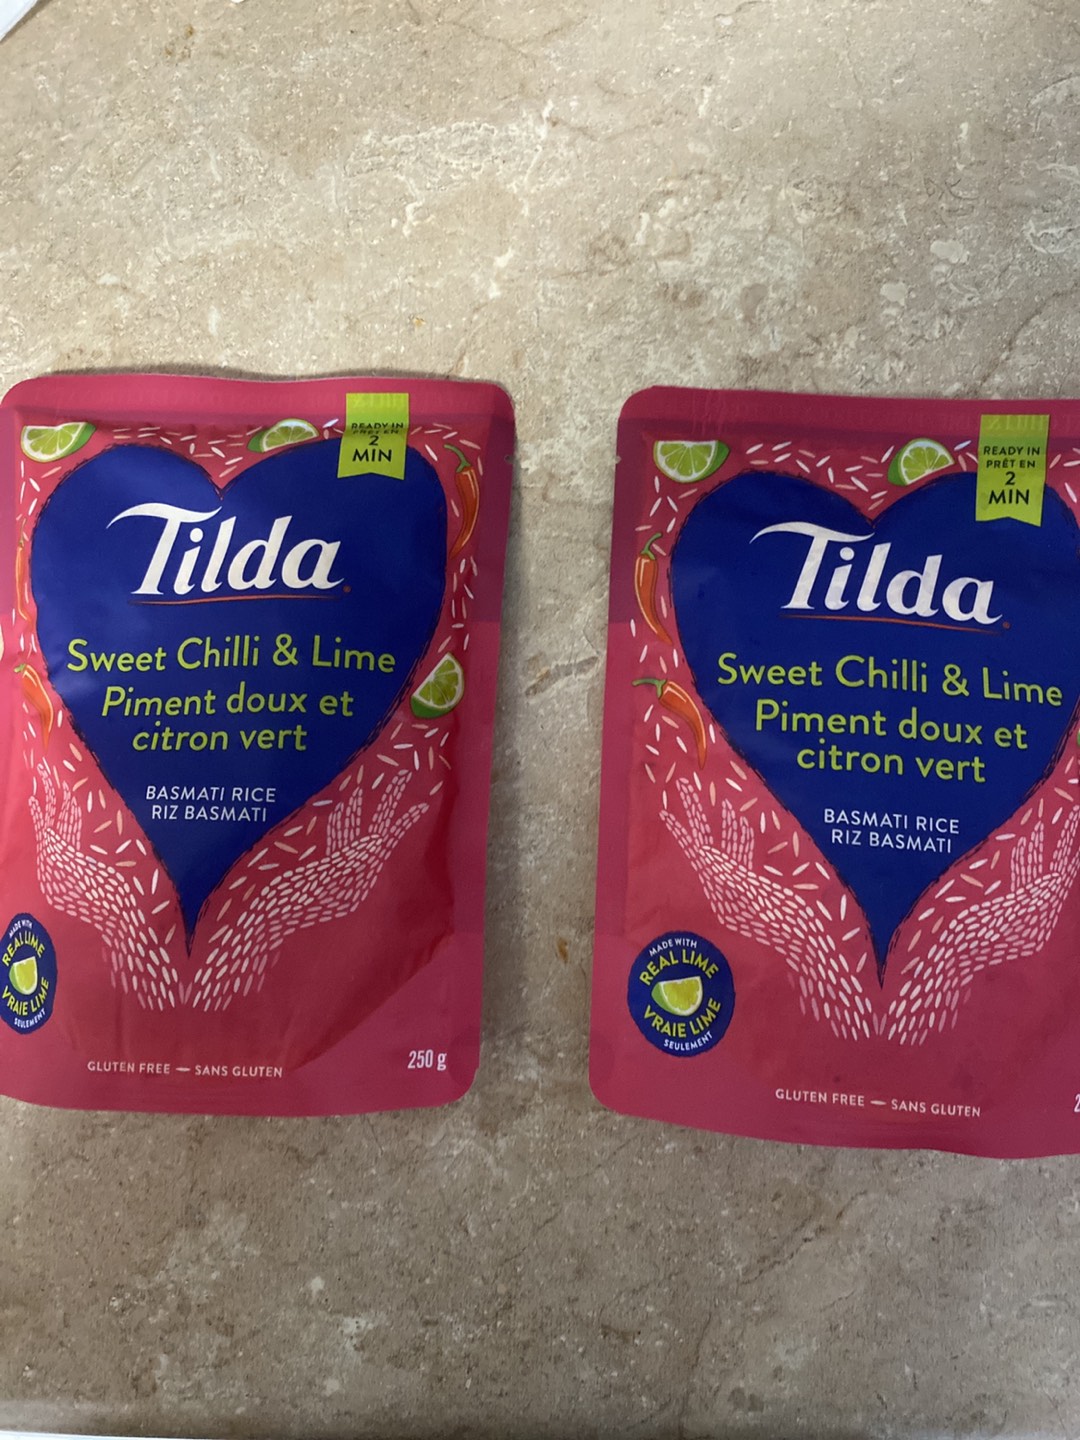 READY IN
PRÊT EN
2
MIN
Tilda
Sweet Chilli & Lime
Piment doux et
citron vert
BASMATI RICE
RIZ BASMATI
MADE WITH
REAL LIME
VRAIE LIME
SEULEMENT
GLUTEN FREE — SANS GLUTEN
250 g
READY IN
PRÊT EN
2
MIN
Tilda
Sweet Chilli & Lime
Piment doux et
citron vert
BASMATI RICE
RIZ BASMATI
MADE WITH
REAL LIME
VRAIE LIME
SEULEMENT
GLUTEN FREE — SANS GLUTEN